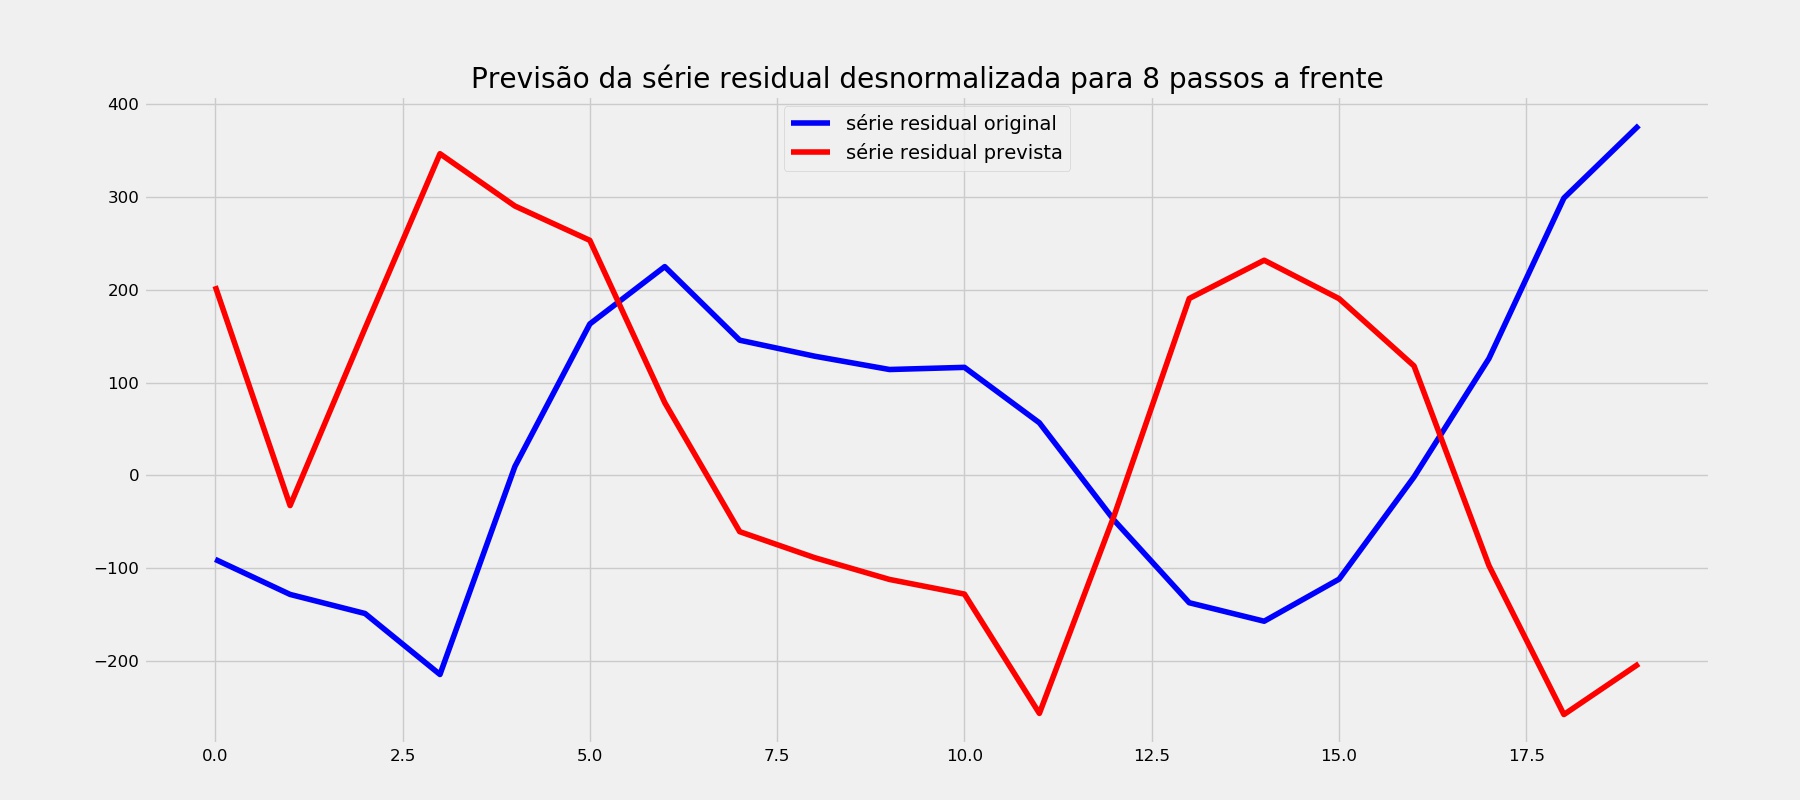 Previsão da série residual desnormalizada para 8 passos a frente
série residual original
série residual prevista
400
300
200
100
0
−100
−200
0.0 2.5 5.0 7.5 10.0 12.5 15.0 17.5